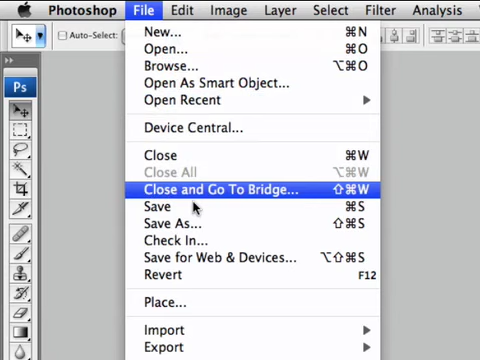 Photoshop File Edit Image Layer Select Filter Analysis
Auto-Select:
Ps
New... ⌘N
Open... ⌘O
Browse... ⌥⌘O
Open As Smart Object...
Open Recent
Device Central...
Close ⌘W
Close All ⌥⌘W
Close and Go To Bridge... ⇧⌘W
Save ⌘S
Save As... ⇧⌘S
Check In...
Save for Web & Devices... ⌥⇧⌘S
Revert F12
Place...
Import
Export